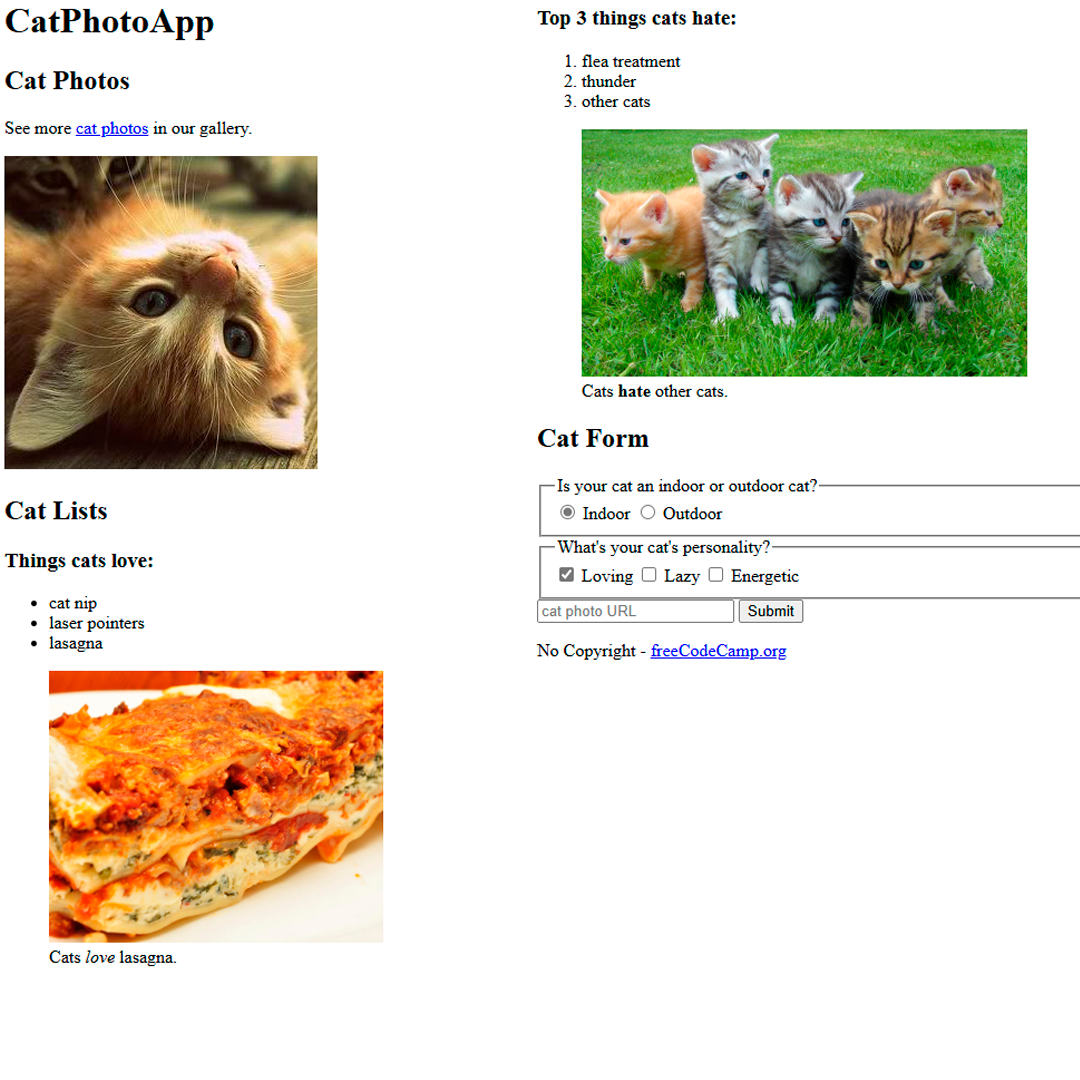 CatPhotoApp
Cat Photos
See more cat photos in our gallery.
Cat Lists
Things cats love:
cat nip
laser pointers
lasagna
Cats love lasagna.
Top 3 things cats hate:
1. flea treatment
2. thunder
3. other cats
Cats hate other cats.
Cat Form
Is your cat an indoor or outdoor cat?
Indoor Outdoor
What's your cat's personality?
Loving Lazy Energetic
cat photo URL Submit
No Copyright - freeCodeCamp.org